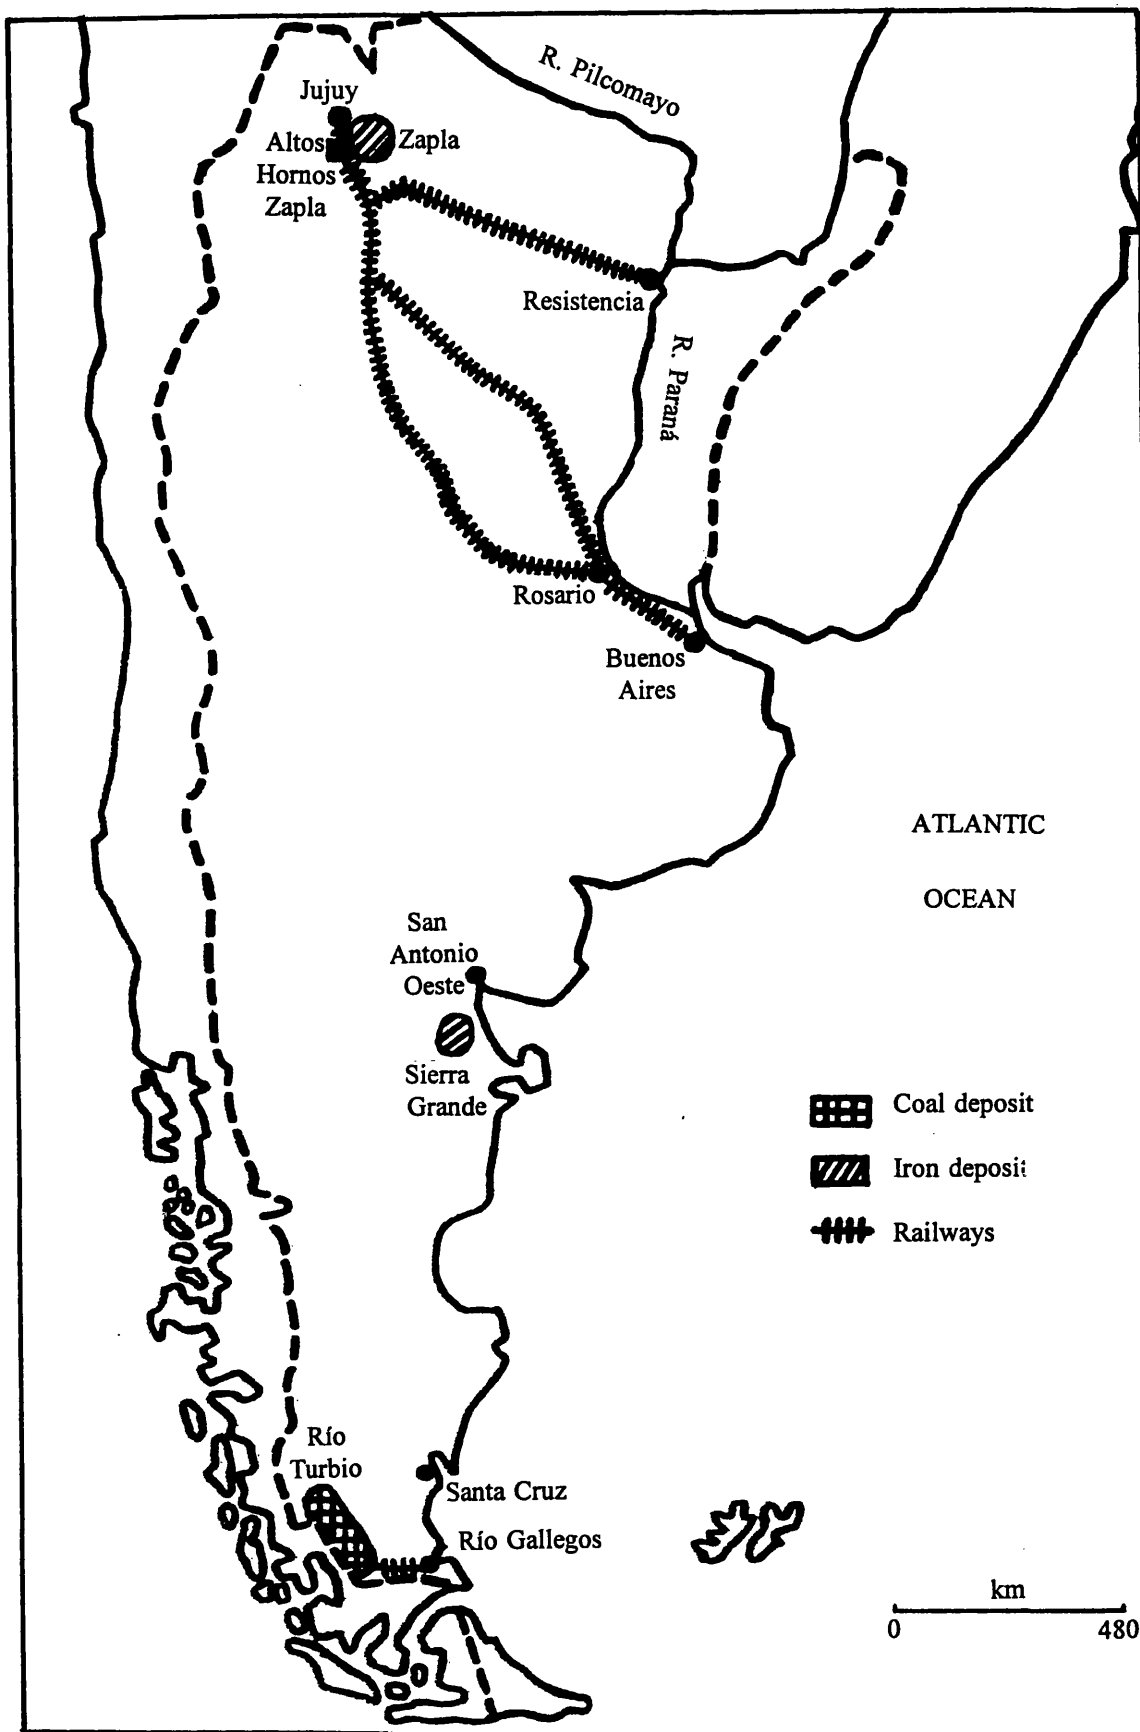 R. Pilcomayo
Jujuy
Altos
Hornos
Zapla
Zapla
Resistencia
R. Paraná
Rosario
Buenos
Aires
ATLANTIC
OCEAN
San
Antonio
Oeste
Sierra
Grande
Coal deposit
Iron deposit
Railways
Río
Turbio
Santa Cruz
Río Gallegos
km
0 480